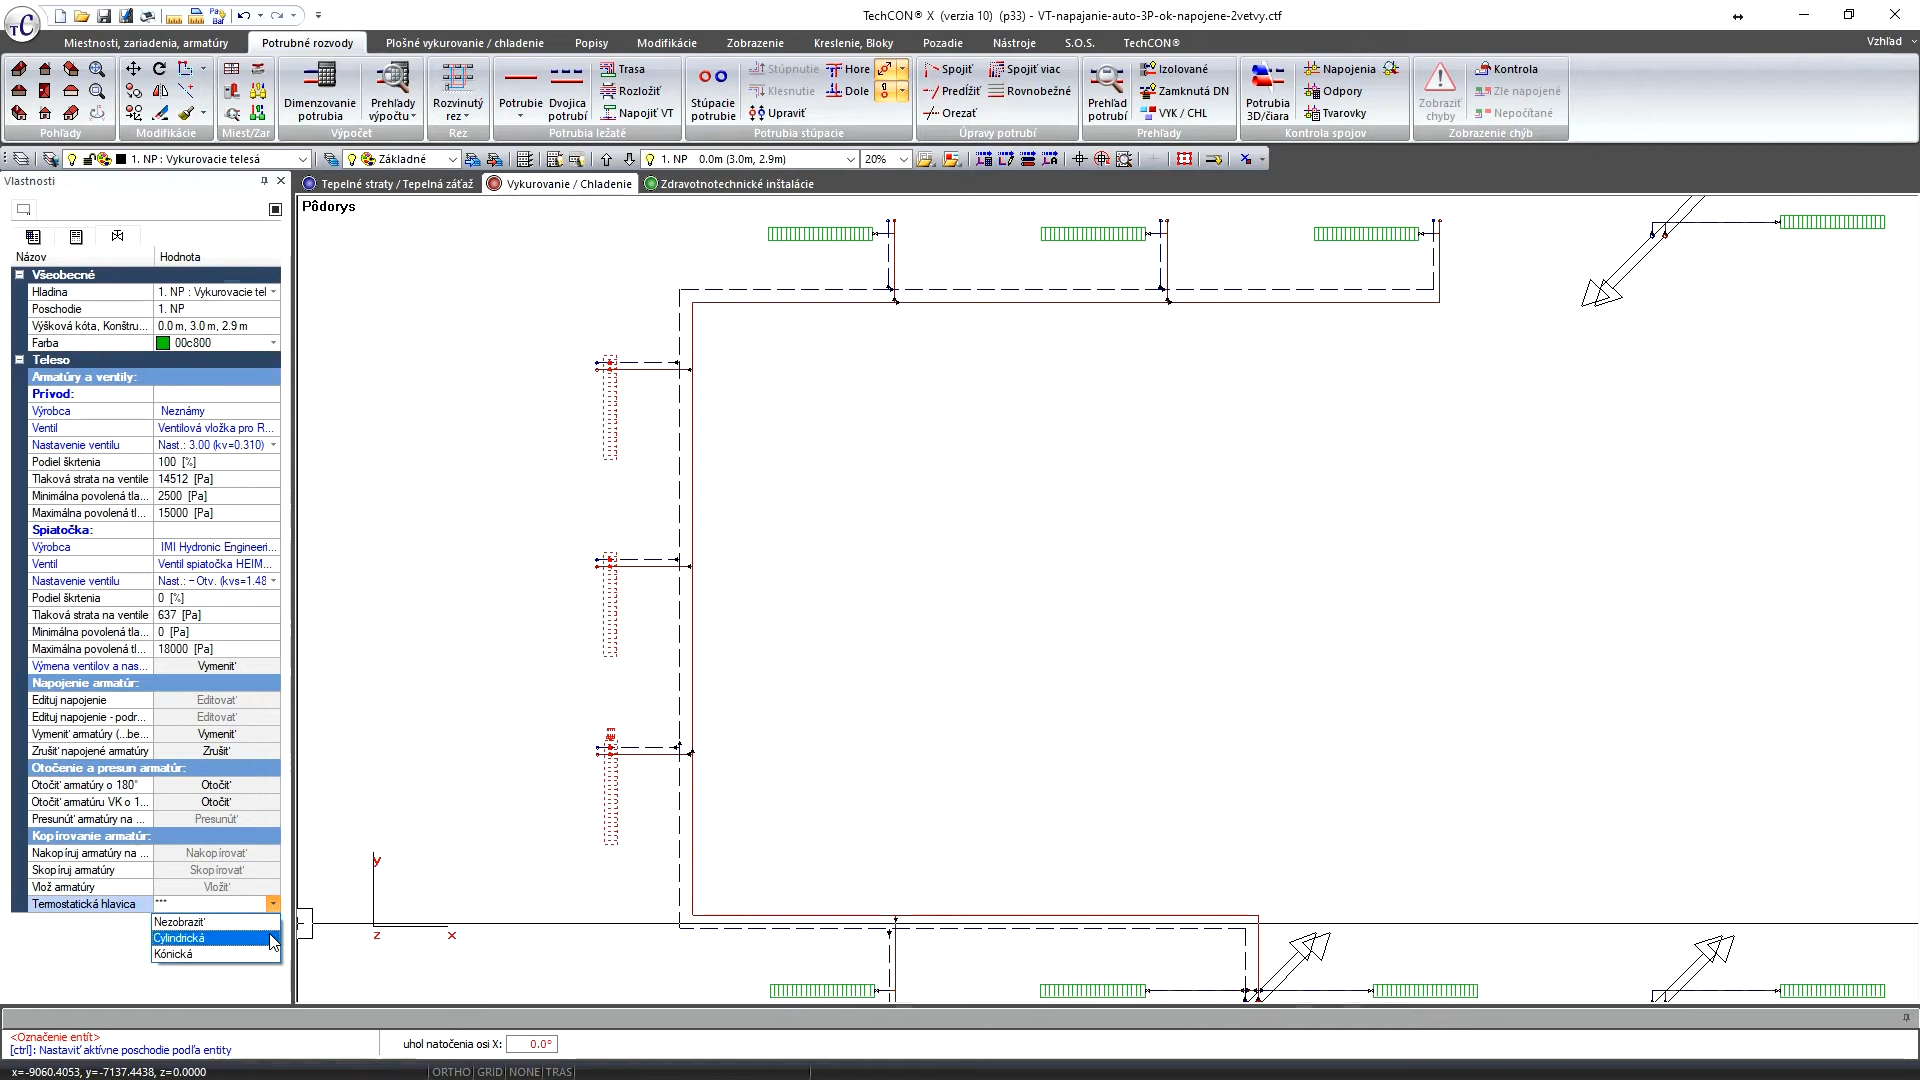 TechCON® X (verzia 10) (p33) - VT-napajanie-auto-3P-ok-napojene-2vetvy.ctf
Miestnosti, zariadenia, armatúry
Potrubné rozvody
Plošné vykurovanie / chladenie
Popisy
Modifikácie
Zobrazenie
Kreslenie, Bloky
Pozadie
Nástroje
S.O.S.
TechCON®
Vzhľad
Dimenzovanie potrubia
Prehľady výpočtu
Rozvinutý rez
Potrubie
Dvojica potrubí
Trasa
Rozložiť
Napojiť VT
Stúpacie potrubie
Stúpnutie
Klesnutie
Upraviť
Hore
Dole
Spojiť
Predĺžiť
Orezať
Spojiť viac
Rovnobežné
Prehľad potrubí
Izolované
Zamknutá DN
VYK / CHL
Potrubia 3D/čiara
Napojenia
Odpory
Tvarovky
Zobraziť chyby
Kontrola
Zle napojené
Nepočítané
Pohľady
Modifikácie
Miest/Zar
Výpočet
Rez
Potrubia ležaté
Potrubia stúpacie
Úpravy potrubí
Prehľady
Kontrola spojov
Zobrazenie chýb
1. NP : Vykurovacie telesá
Základné
1. NP 0.0m (3.0m, 2.9m)
20%
Vlastnosti
Tepelné straty / Tepelná záťaž
Vykurovanie / Chladenie
Zdravotnotechnické inštalácie
Pôdorys
Názov Hodnota
Všeobecné
Hladina 1. NP : Vykurovacie tel
Poschodie 1. NP
Výšková kóta, Konštru... 0.0 m, 3.0 m, 2.9 m
Farba 00c800
Teleso
Armatúry a ventily:
Prívod:
Výrobca Neznámy
Ventil Ventilová vložka pro R...
Nastavenie ventilu Nast.: 3.00 (kv=0.310)
Podiel škrtenia 100 [%]
Tlaková strata na ventile 14512 [Pa]
Minimálna povolená tla... 2500 [Pa]
Maximálna povolená tl... 15000 [Pa]
Spiatočka:
Výrobca IMI Hydronic Engineeri...
Ventil Ventil spiatočka HEIM...
Nastavenie ventilu Nast.: –Otv. (kvs=1.48
Podiel škrtenia 0 [%]
Tlaková strata na ventile 637 [Pa]
Minimálna povolená tla... 0 [Pa]
Maximálna povolená tl... 18000 [Pa]
Výmena ventilov a nas... Vymeniť
Napojenie armatúr:
Edituj napojenie Editovať
Edituj napojenie - podr... Editovať
Vymeniť armatúry (...be... Vymeniť
Zrušiť napojené armatúry Zrušiť
Otočenie a presun armatúr:
Otočiť armatúry o 180° Otočiť
Otočiť armatúru VK o 1... Otočiť
Presunúť armatúry na ... Presunúť
Kopírovanie armatúr:
Nakopíruj armatúry na ... Nakopírovať
Skopíruj armatúry Skopírovať
Vlož armatúry Vložiť
Termostatická hlavica ***
Nezobraziť
Cylindrická
Kónická
y
z
x
<Označenie entít>
[ctrl]: Nastaviť aktívne poschodie podľa entity
uhol natočenia osi X: 0.0°
x=-9060.4053, y=-7137.4438, z=0.0000
ORTHO GRID NONE TRAS